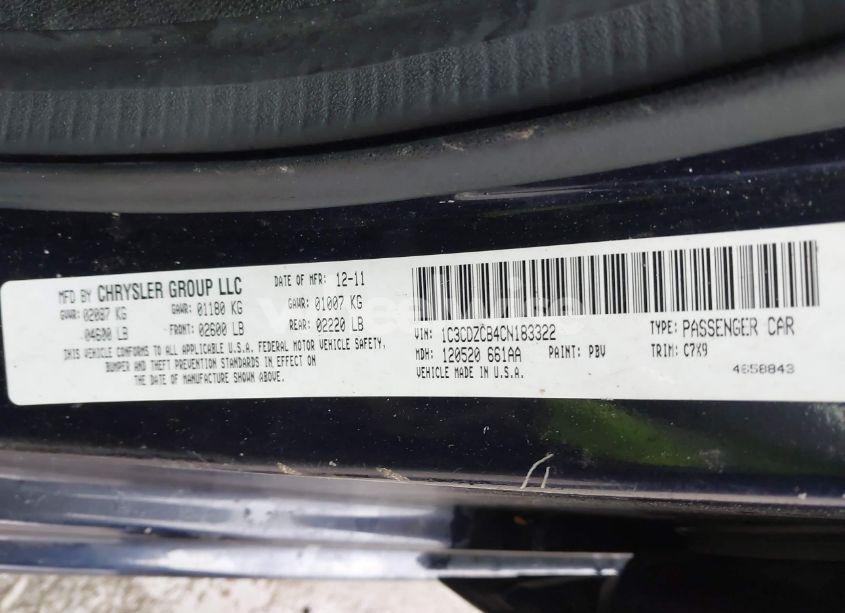 MFD BY CHRYSLER GROUP LLC DATE OF MFR: 12-11
GVWR: 02087 KG GAWR: 01180 KG GAWR: 01007 KG
04600 LB FRONT: 02600 LB REAR: 02220 LB
THIS VEHICLE CONFORMS TO ALL APPLICABLE U.S.A. FEDERAL MOTOR VEHICLE SAFETY,
BUMPER AND THEFT PREVENTION STANDARDS IN EFFECT ON
THE DATE OF MANUFACTURE SHOWN ABOVE.
VIN: 1C3CDZCB4CN183322 TYPE: PASSENGER CAR
MDH: 120520 661AA PAINT: PBV TRIM: C7X9
VEHICLE MADE IN U.S.A. 4658843